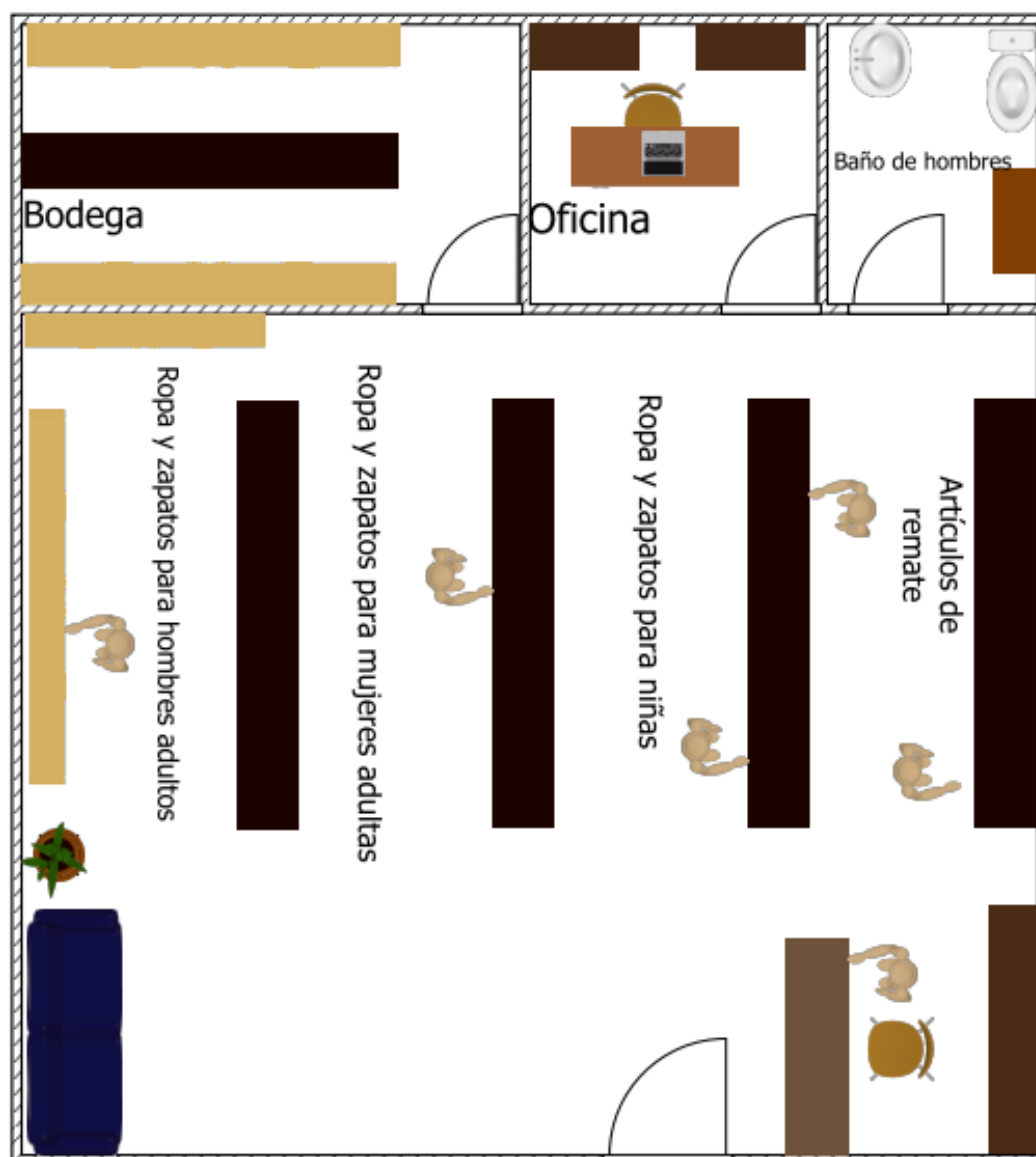 Baño de hombres
Bodega
Oficina
Ropa y zapatos para hombres adultos
Ropa y zapatos para mujeres adultas
Ropa y zapatos para niñas
Artículos de
remate